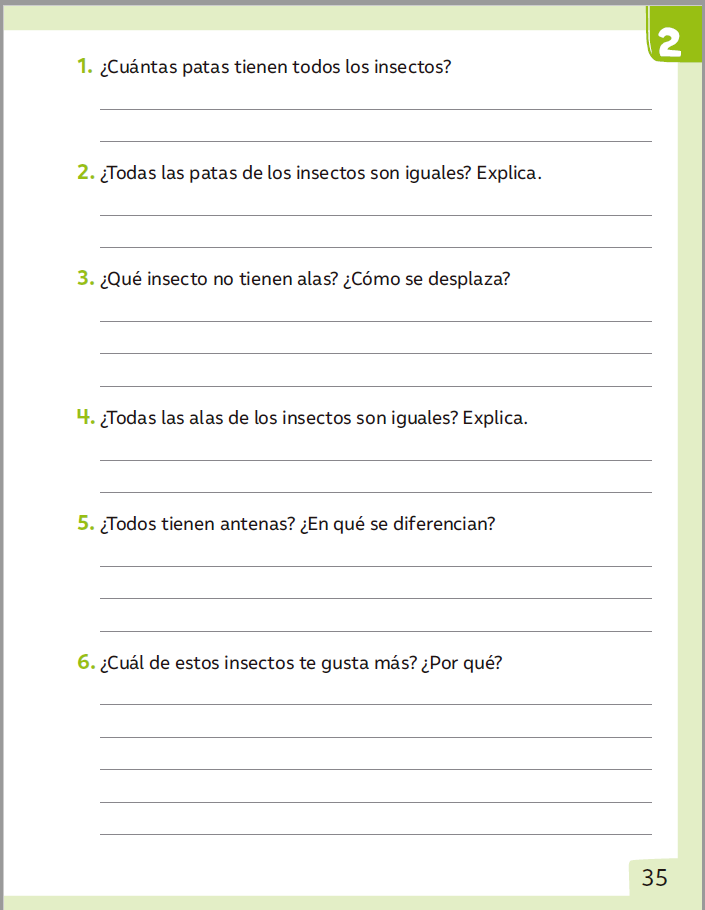 2
1. ¿Cuántas patas tienen todos los insectos?
2. ¿Todas las patas de los insectos son iguales? Explica.
3. ¿Qué insecto no tienen alas? ¿Cómo se desplaza?
4. ¿Todas las alas de los insectos son iguales? Explica.
5. ¿Todos tienen antenas? ¿En qué se diferencian?
6. ¿Cuál de estos insectos te gusta más? ¿Por qué?
35